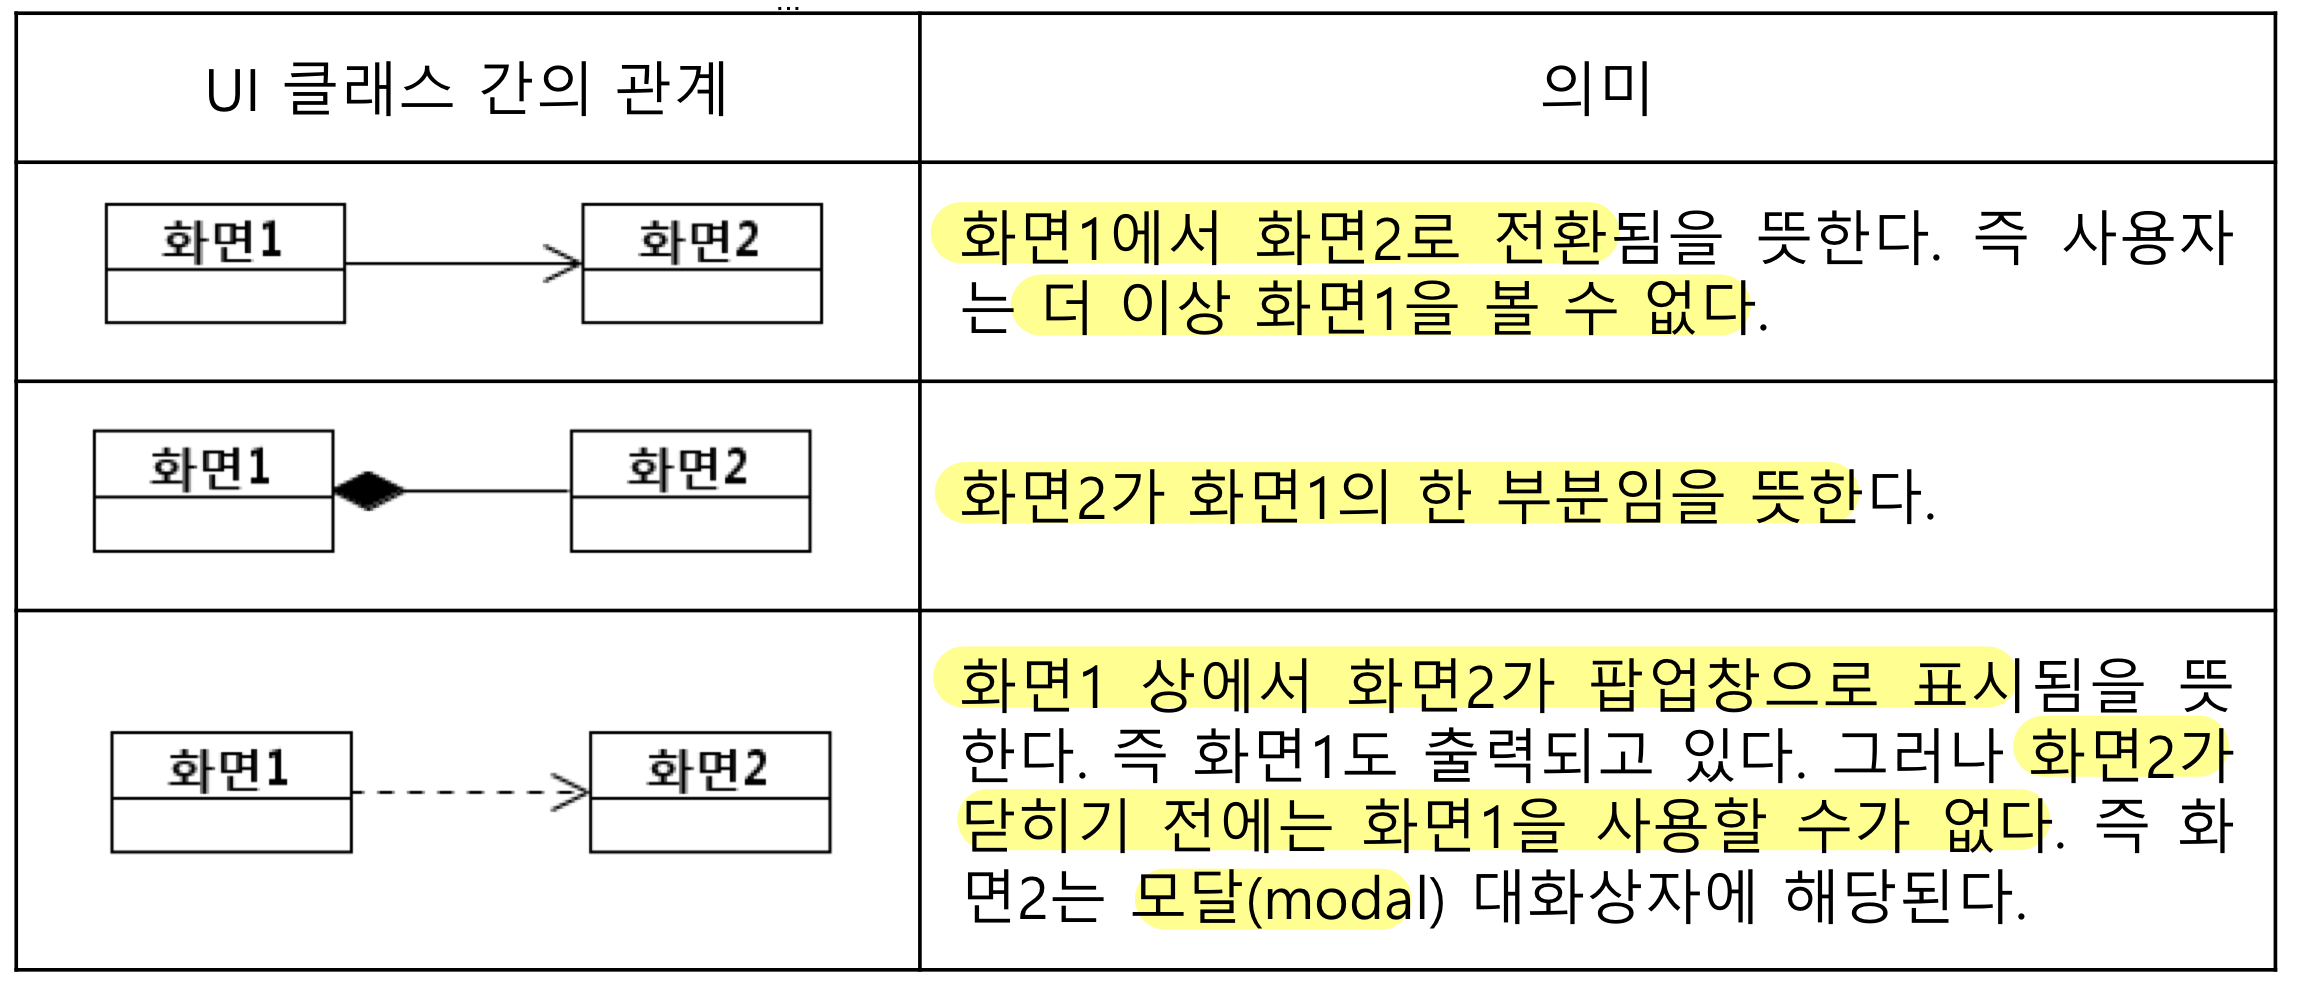 ...
UI 클래스 간의 관계
의미
화면1
화면2
화면1에서 화면2로 전환됨을 뜻한다. 즉 사용자
는 더 이상 화면1을 볼 수 없다.
화면1
화면2
화면2가 화면1의 한 부분임을 뜻한다.
화면1
화면2
화면1 상에서 화면2가 팝업창으로 표시됨을 뜻
한다. 즉 화면1도 출력되고 있다. 그러나 화면2가
닫히기 전에는 화면1을 사용할 수가 없다. 즉 화
면2는 모달(modal) 대화상자에 해당된다.